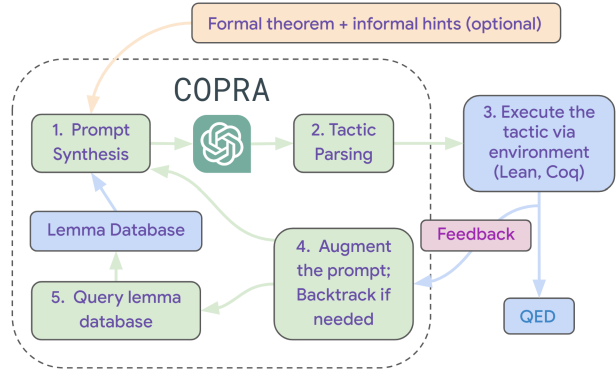 Formal theorem + informal hints (optional)
COPRA
1. Prompt
Synthesis
2. Tactic
Parsing
3. Execute the
tactic via
environment
(Lean, Coq)
Lemma Database
Feedback
4. Augment
the prompt;
Backtrack if
needed
5. Query lemma
database
QED